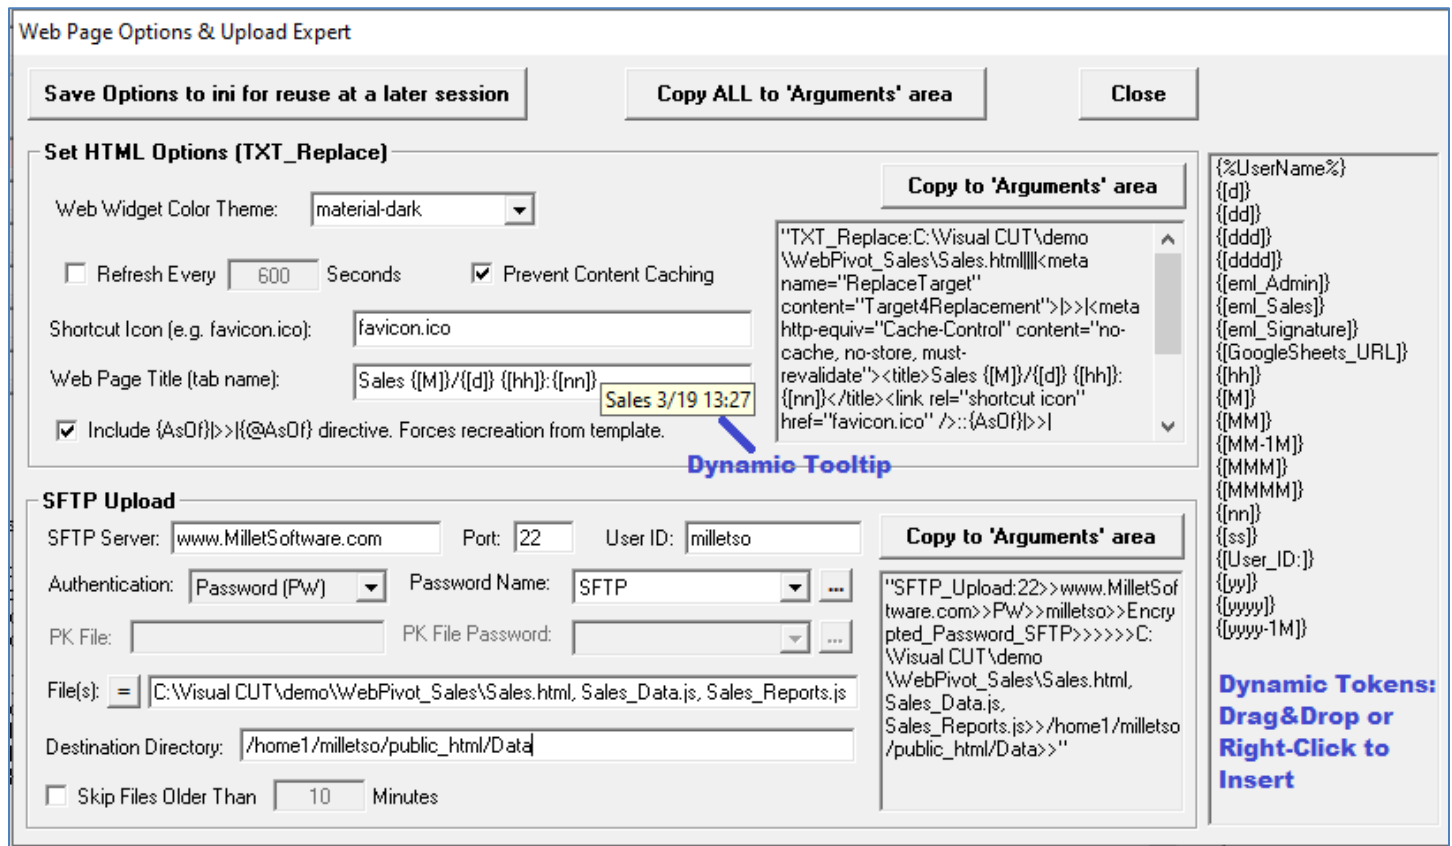 Web Page Options & Upload Expert
Save Options to ini for reuse at a later session
Copy ALL to 'Arguments' area
Close
Set HTML Options (TXT_Replace)
Web Widget Color Theme:
material-dark
Refresh Every
600
Seconds
Prevent Content Caching
Shortcut Icon (e.g. favicon.ico):
favicon.ico
Web Page Title (tab name):
Sales {[M]}/{[d]} {[hh]}:{[nn]}
Sales 3/19 13:27
Include {AsOf}|>>|{@AsOf} directive. Forces recreation from template.
Dynamic Tooltip
Copy to 'Arguments' area
"TXT_Replace:C:\Visual CUT\demo
\WebPivot_Sales\Sales.html||||<meta
name="ReplaceTarget"
content="Target4Replacement">|>>|<meta
http-equiv="Cache-Control" content="no-
cache, no-store, must-
revalidate"><title>Sales {[M]}/{[d]} {[hh]}:
{[nn]}</title><link rel="shortcut icon"
href="favicon.ico" />::{AsOf}|>>|
SFTP Upload
SFTP Server:
www.MilletSoftware.com
Port:
22
User ID:
milletso
Authentication:
Password (PW)
Password Name:
SFTP
...
PK File:
PK File Password:
...
File(s):
=
C:\Visual CUT\demo\WebPivot_Sales\Sales.html, Sales_Data.js, Sales_Reports.js
Destination Directory:
/home1/milletso/public_html/Data
Skip Files Older Than
10
Minutes
Copy to 'Arguments' area
"SFTP_Upload:22>>www.MilletSof
tware.com>>PW>>milletso>>Encry
pted_Password_SFTP>>>>>>C:
\Visual CUT\demo
\WebPivot_Sales\Sales.html,
Sales_Data.js,
Sales_Reports.js>>/home1/milletso
/public_html/Data>>"
{%UserName%}
{[d]}
{[dd]}
{[ddd]}
{[dddd]}
{[eml_Admin]}
{[eml_Sales]}
{[eml_Signature]}
{[GoogleSheets_URL]}
{[hh]}
{[M]}
{[MM]}
{[MM-1M]}
{[MMM]}
{[MMMM]}
{[nn]}
{[ss]}
{[User_ID:]}
{[yy]}
{[yyyy]}
{[yyyy-1M]}
Dynamic Tokens:
Drag&Drop or
Right-Click to
Insert